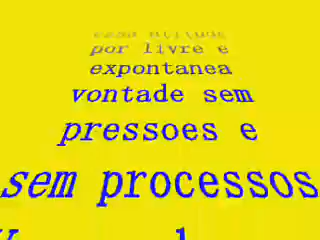 por livre e
expontanea
vontade sem
pressoes e
sem processos